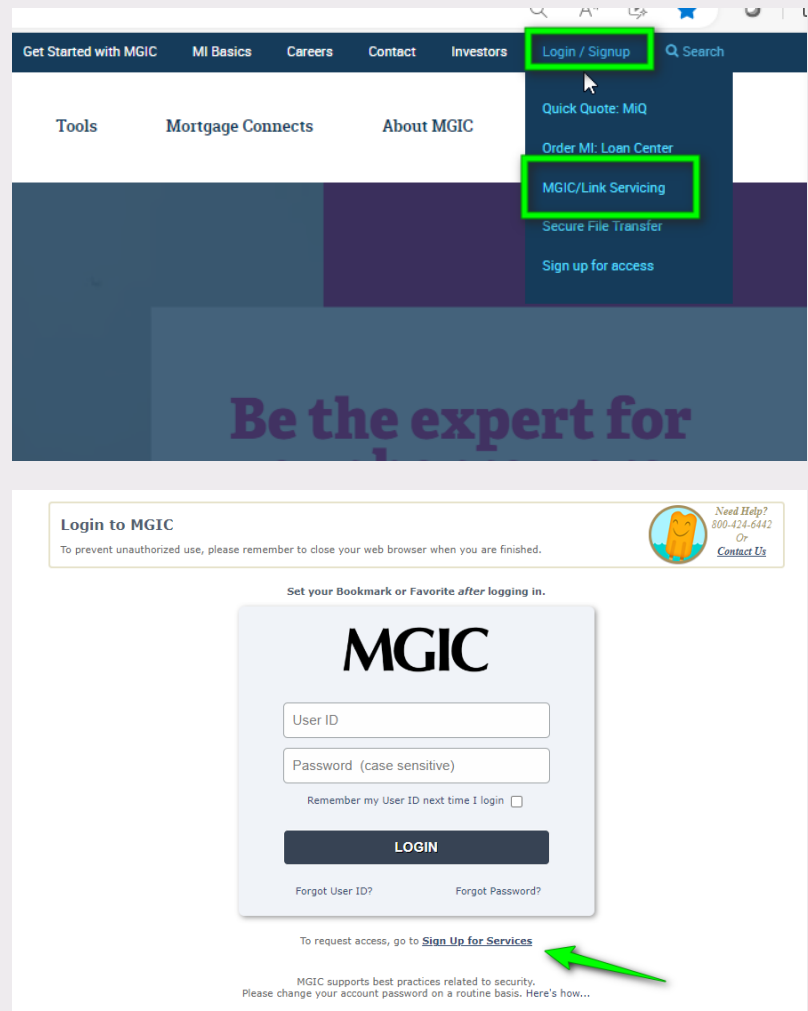 Get Started with MGIC MI Basics Careers Contact Investors Login / Signup Search
Tools Mortgage Connects About MGIC
Quick Quote: MiQ
Order MI: Loan Center
MGIC/Link Servicing
Secure File Transfer
Sign up for access
Be the expert for
Login to MGIC
To prevent unauthorized use, please remember to close your web browser when you are finished.
Need Help?
800-424-6442
Or
Contact Us
Set your Bookmark or Favorite after logging in.
MGIC
User ID
Password (case sensitive)
Remember my User ID next time I login
LOGIN
Forgot User ID? Forgot Password?
To request access, go to Sign Up for Services
MGIC supports best practices related to security.
Please change your account password on a routine basis. Here's how...